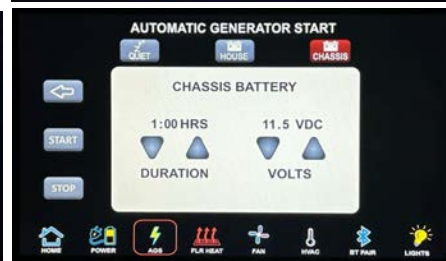 AUTOMATIC GENERATOR START
QUIET HOUSE CHASSIS
CHASSIS BATTERY
1:00 HRS 11.5 VDC
DURATION VOLTS
START
STOP
HOME POWER AGS FLR HEAT FAN HVAC BT PAIR LIGHTS